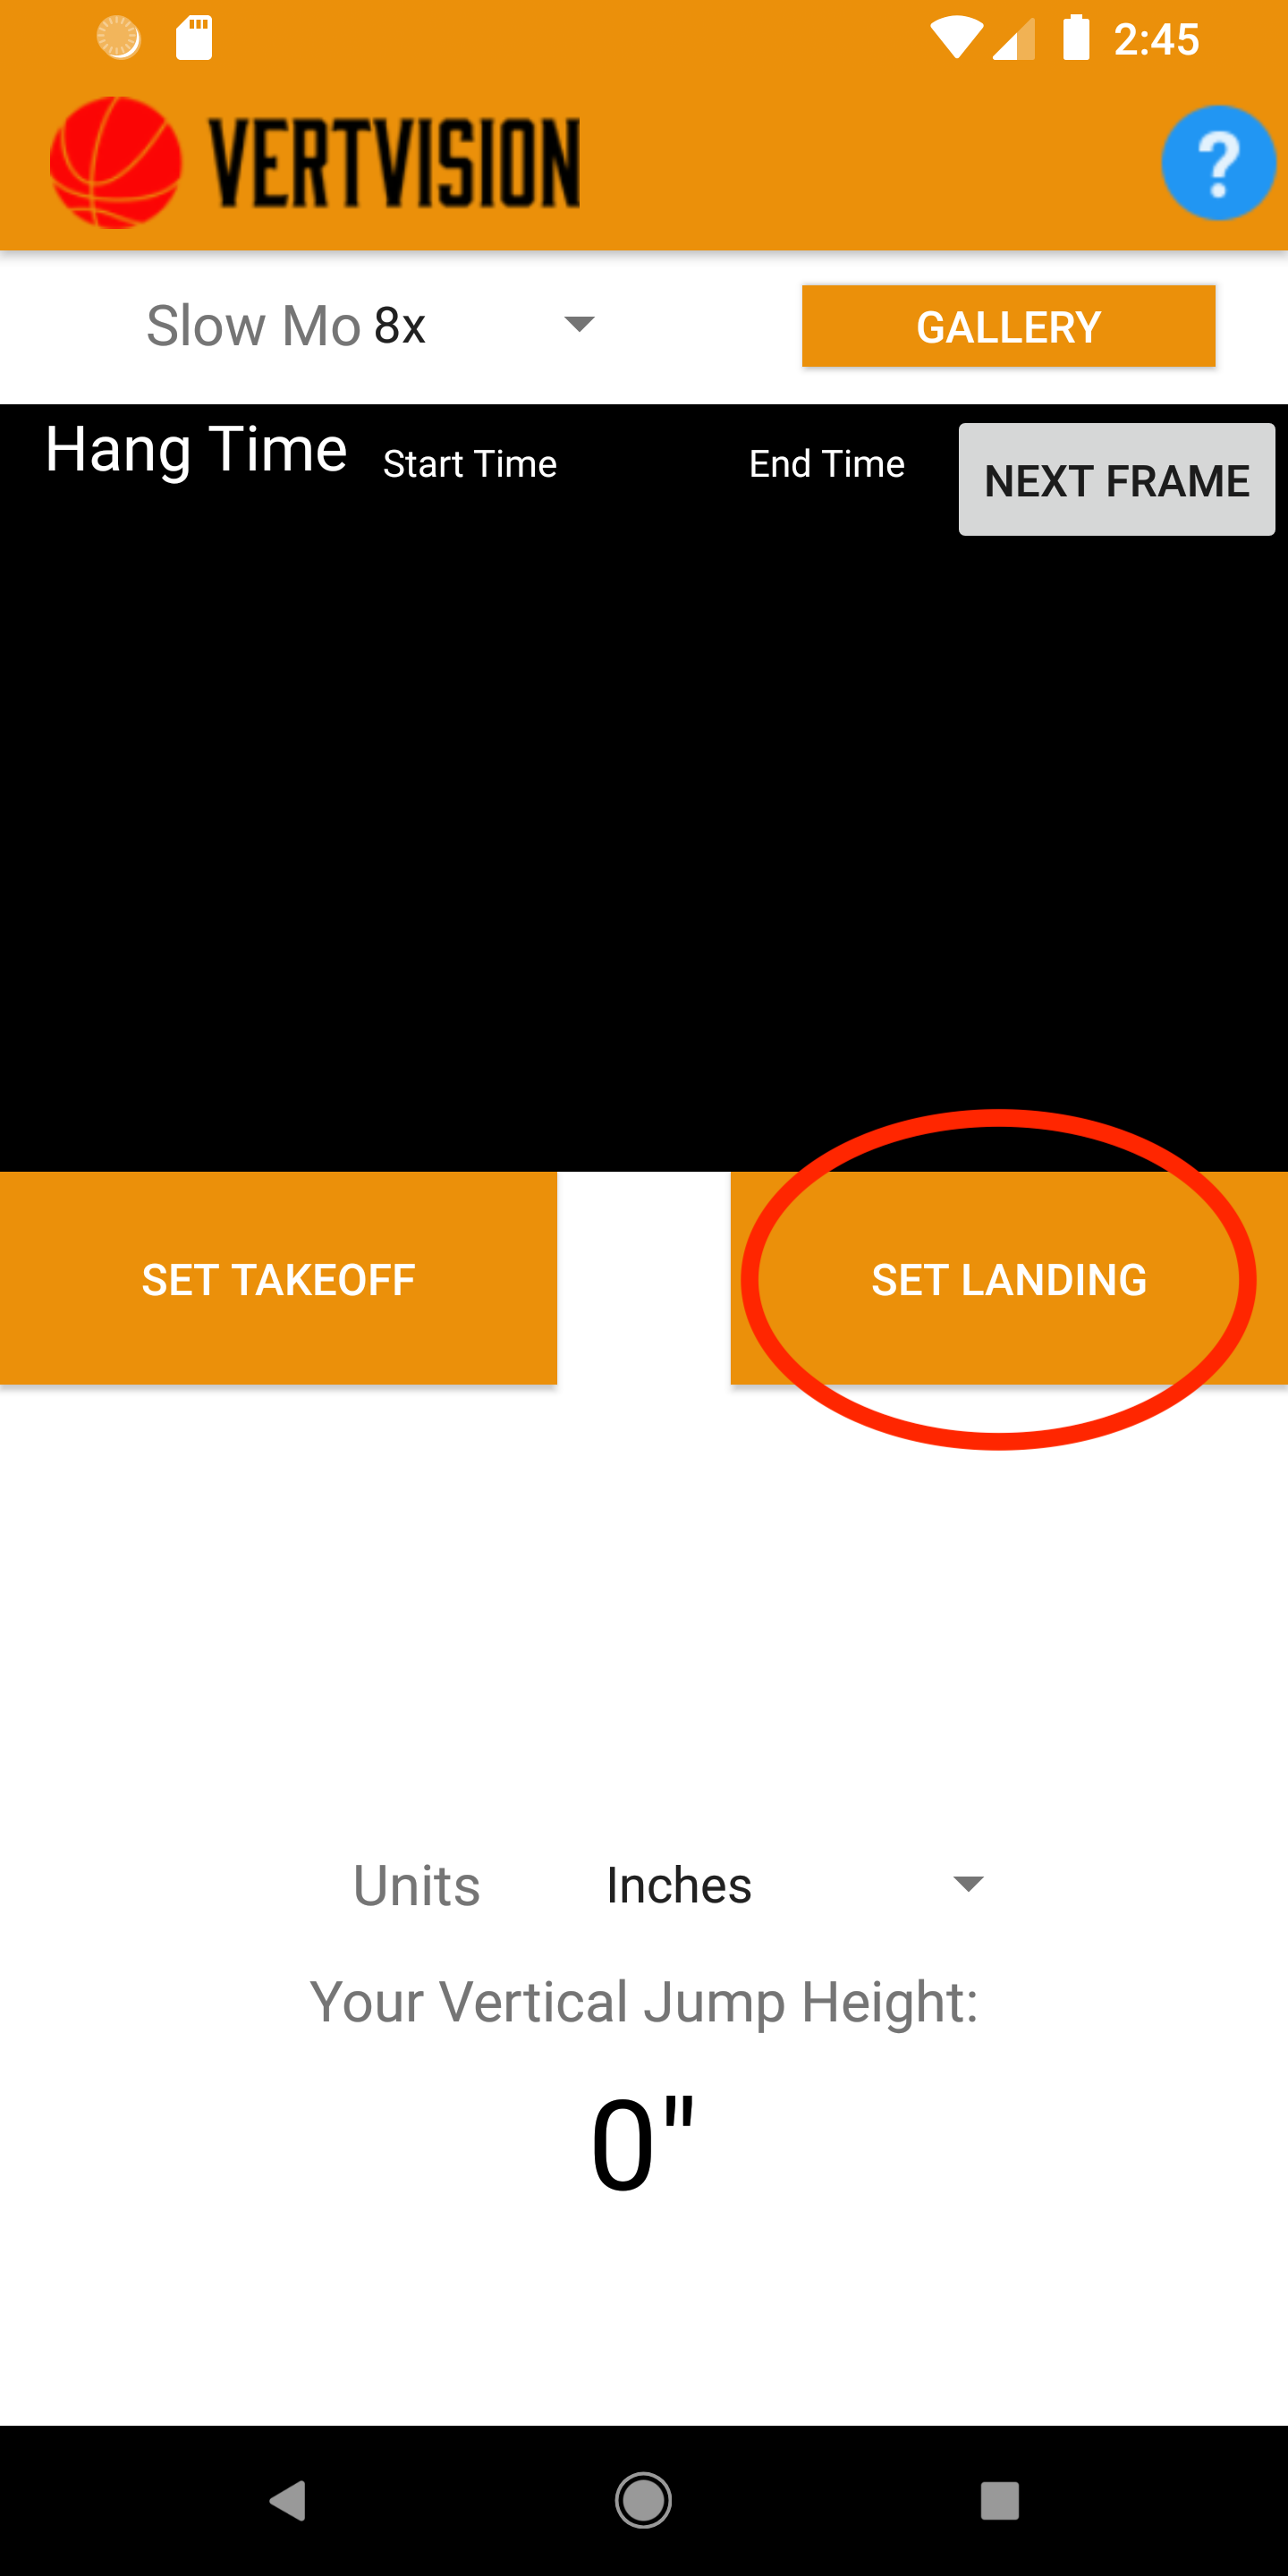 2:45
VERTVISION
?
Slow Mo 8x
GALLERY
Hang Time Start Time End Time NEXT FRAME
SET TAKEOFF SET LANDING
Units Inches
Your Vertical Jump Height:
0"